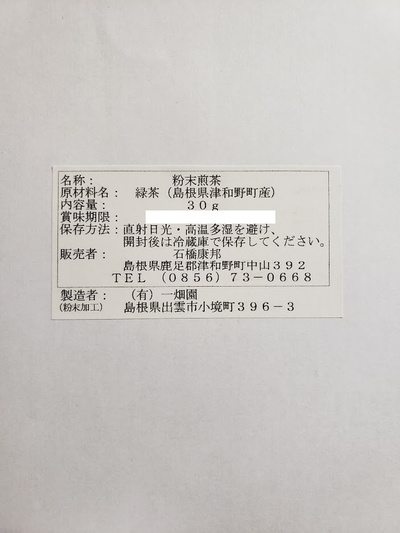 名称： 粉末煎茶
原材料名： 緑茶（島根県津和野町産）
内容量： ３０ｇ
賞味期限：
保存方法：直射日光・高温多湿を避け、
開封後は冷蔵庫で保存してください。
販売者： 石橋康邦
島根県鹿足郡津和野町中山３９２
ＴＥＬ （０８５６）７３－０６６８
製造者： （有）一畑園
(粉末加工) 島根県出雲市小境町３９６－３